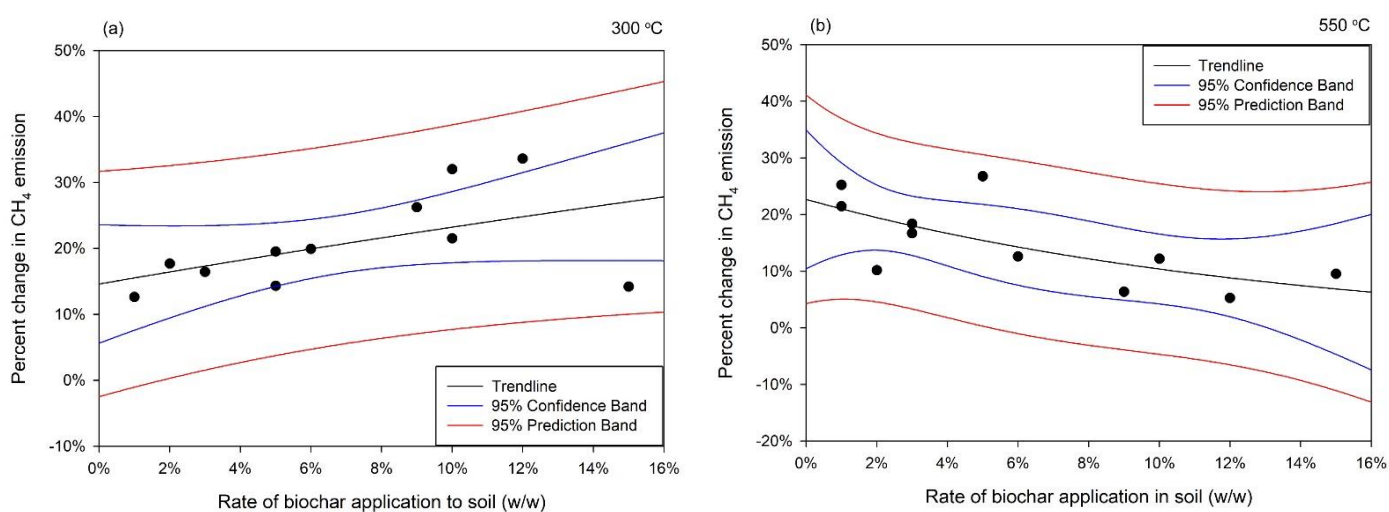 (a)
300 °C
50%
40%
30%
20%
10%
0%
-10%
Percent change in CH4 emission
Trendline
95% Confidence Band
95% Prediction Band
0% 2% 4% 6% 8% 10% 12% 14% 16%
Rate of biochar application to soil (w/w)
(b)
550 °C
50%
40%
30%
20%
10%
0%
-10%
-20%
Percent change in CH4 emission
Trendline
95% Confidence Band
95% Prediction Band
0% 2% 4% 6% 8% 10% 12% 14% 16%
Rate of biochar application in soil (w/w)